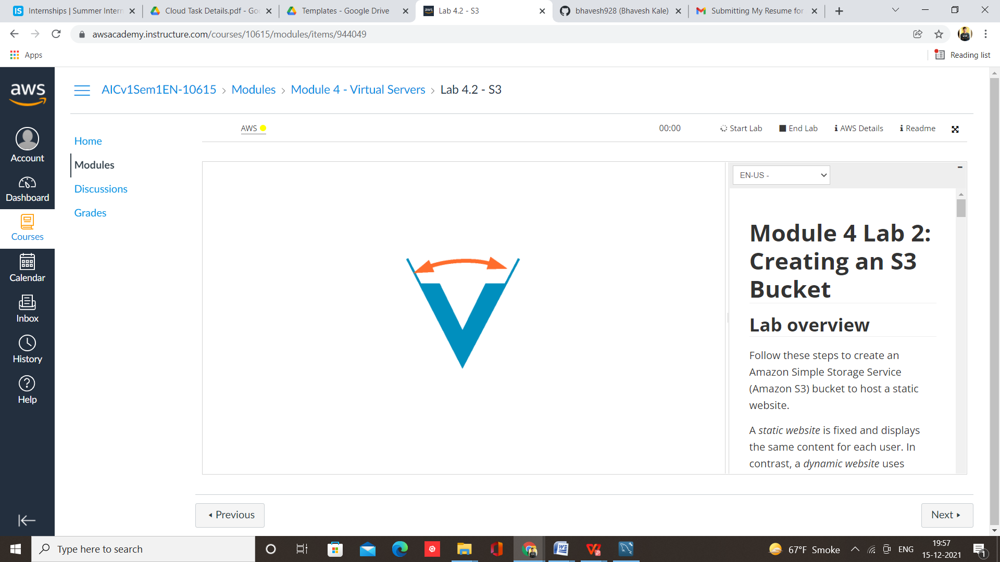 Internships | Summer Intern
Cloud Task Details.pdf - Goo
Templates - Google Drive
Lab 4.2 - S3
bhavesh928 (Bhavesh Kale)
Submitting My Resume for
awsacademy.instructure.com/courses/10615/modules/items/944049
Apps
Reading list
aws
AICv1Sem1EN-10615 > Modules > Module 4 - Virtual Servers > Lab 4.2 - S3
Account
Dashboard
Courses
Calendar
Inbox
History
Help
Home
Modules
Discussions
Grades
AWS
00:00
Start Lab
End Lab
AWS Details
Readme
EN-US -
Module 4 Lab 2:
Creating an S3
Bucket
Lab overview
Follow these steps to create an
Amazon Simple Storage Service
(Amazon S3) bucket to host a static
website.
A static website is fixed and displays
the same content for each user. In
contrast, a dynamic website uses
Previous
Next
Type here to search
67°F Smoke
ENG
19:57
15-12-2021
1